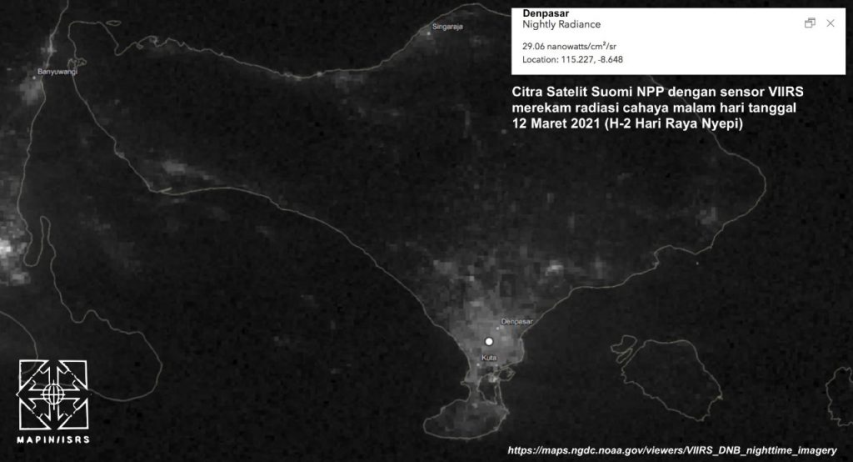 Denpasar
Nightly Radiance
29.06 nanowatts/cm²/sr
Location: 115.227, -8.648
Citra Satelit Suomi NPP dengan sensor VIIRS
merekam radiasi cahaya malam hari tanggal
12 Maret 2021 (H-2 Hari Raya Nyepi)
Singaraja
Banyuwangi
Denpasar
Kuta
MAPIN/ISRS
https://maps.ngdc.noaa.gov/viewers/VIIRS_DNB_nighttime_imagery